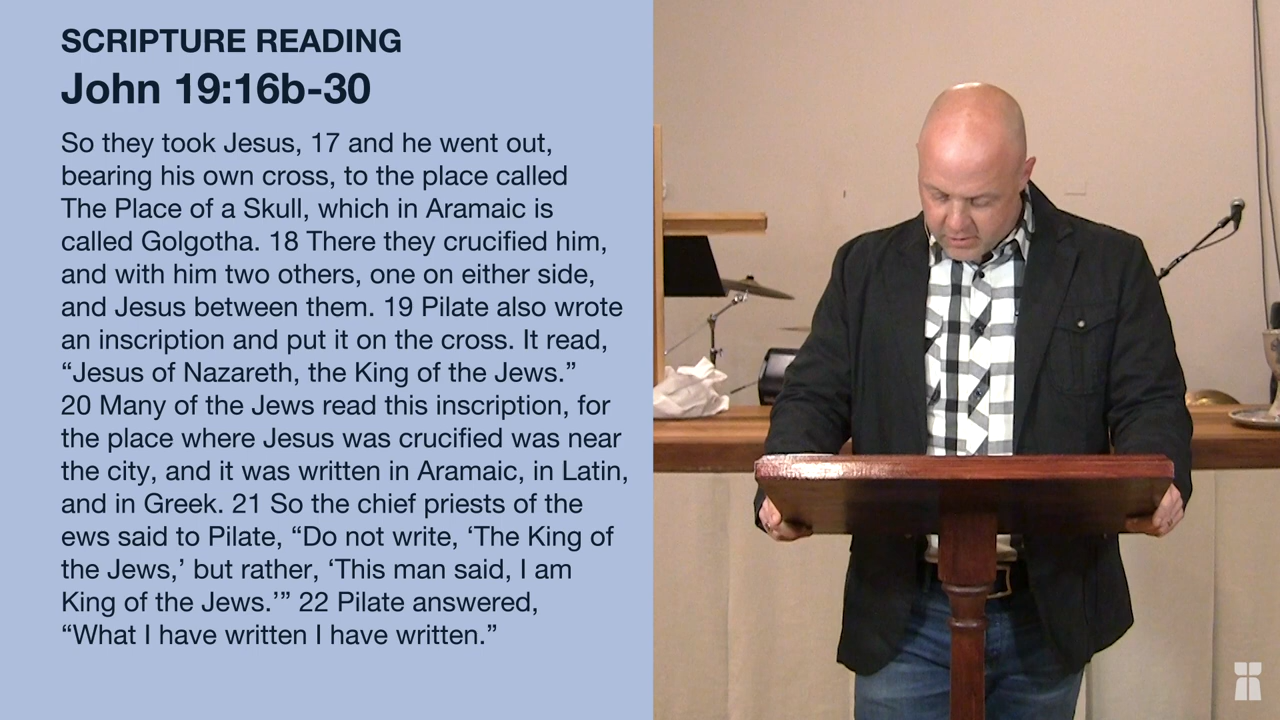 SCRIPTURE READING
John 19:16b-30
So they took Jesus, 17 and he went out,
bearing his own cross, to the place called
The Place of a Skull, which in Aramaic is
called Golgotha. 18 There they crucified him,
and with him two others, one on either side,
and Jesus between them. 19 Pilate also wrote
an inscription and put it on the cross. It read,
“Jesus of Nazareth, the King of the Jews.”
20 Many of the Jews read this inscription, for
the place where Jesus was crucified was near
the city, and it was written in Aramaic, in Latin,
and in Greek. 21 So the chief priests of the
ews said to Pilate, “Do not write, ‘The King of
the Jews,’ but rather, ‘This man said, I am
King of the Jews.’” 22 Pilate answered,
“What I have written I have written.”